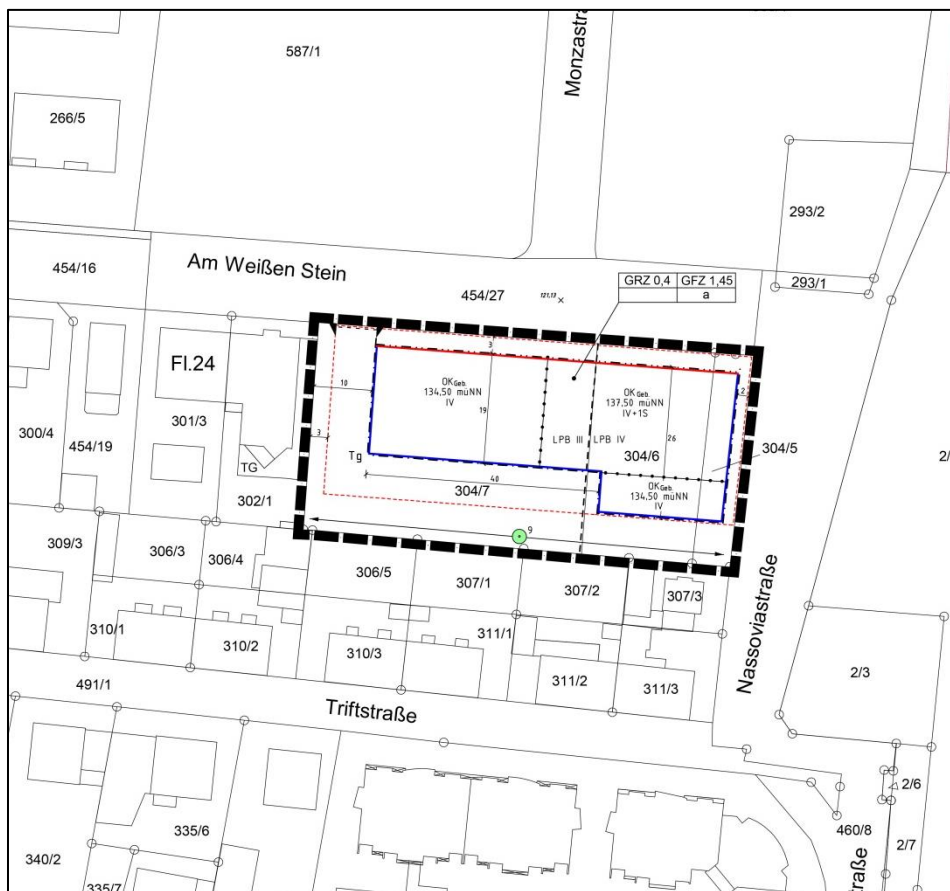 Monzastra
587/1
266/5
293/2
454/16
Am Weißen Stein
454/27
121,13
293/1
GRZ 0,4 GFZ 1,45
a
Fl.24
3
10
OK Geb.
134,50 müNN
IV
19
OK Geb.
137,50 müNN
IV+1S
2
300/4
454/19
301/3
3
LPB III
LPB IV
26
304/6
304/5
2/
TG
Tg
40
304/7
OK Geb.
134,50 müNN
IV
302/1
309/3
306/3
306/4
9
306/5
307/1
307/2
307/3
310/1
310/2
310/3
311/1
311/2
311/3
Nassoviastraße
491/1
Triftstraße
2/3
2/6
335/6
460/8
2/7
340/2
335/7
straße